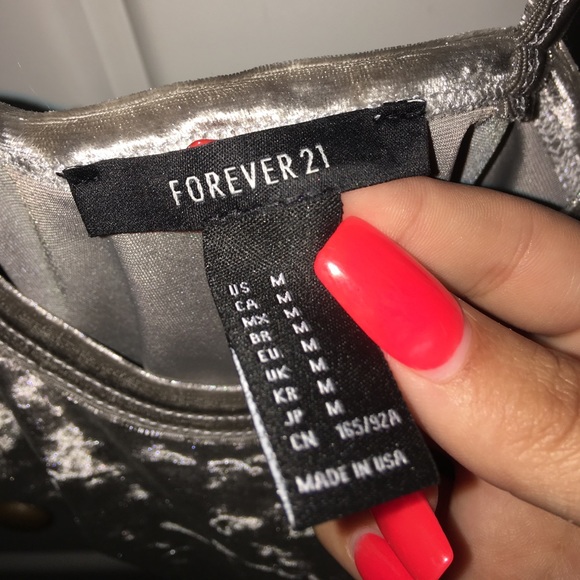 FOREVER 21
US M
CA M
MX M
BR M
EU M
UK M
KR M
JP M
CN 165/92A
MADE IN USA